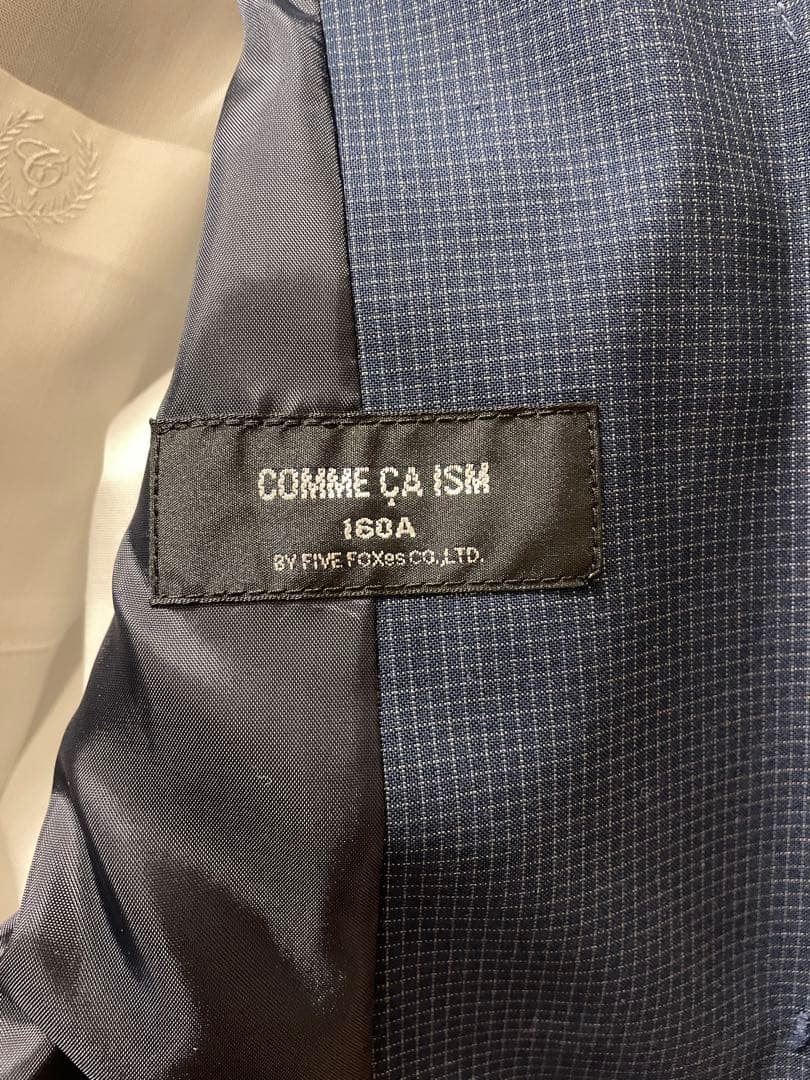 COMME ÇA ISM
160A
BY FIVE FOXes CO.,LTD.